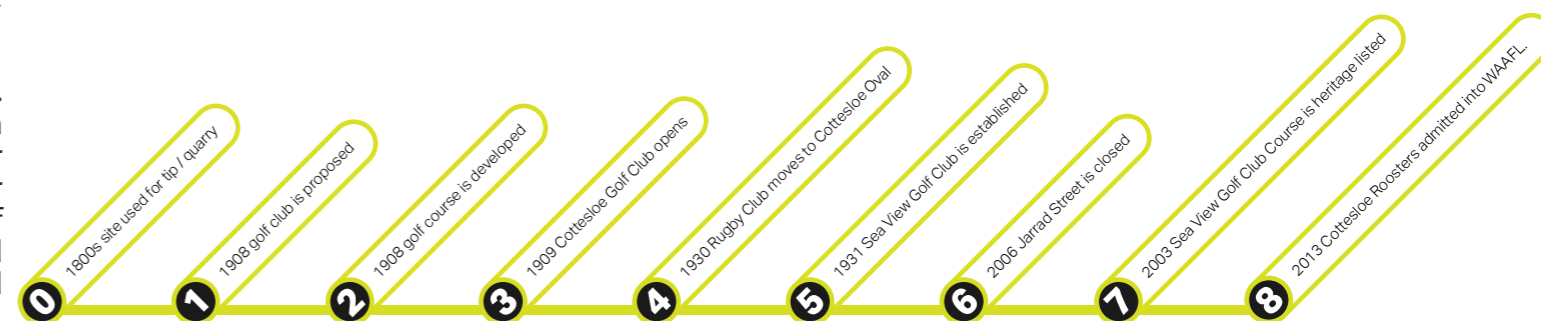 0 1800s site used for tip / quarry
1 1908 golf club is proposed
2 1908 golf course is developed
3 1909 Cottesloe Golf Club opens
4 1930 Rugby Club moves to Cottesloe Oval
5 1931 Sea View Golf Club is established
6 2006 Jarrad Street is closed
7 2003 Sea View Golf Club Course is heritage listed
8 2013 Cottesloe Roosters admitted into WAAFL.